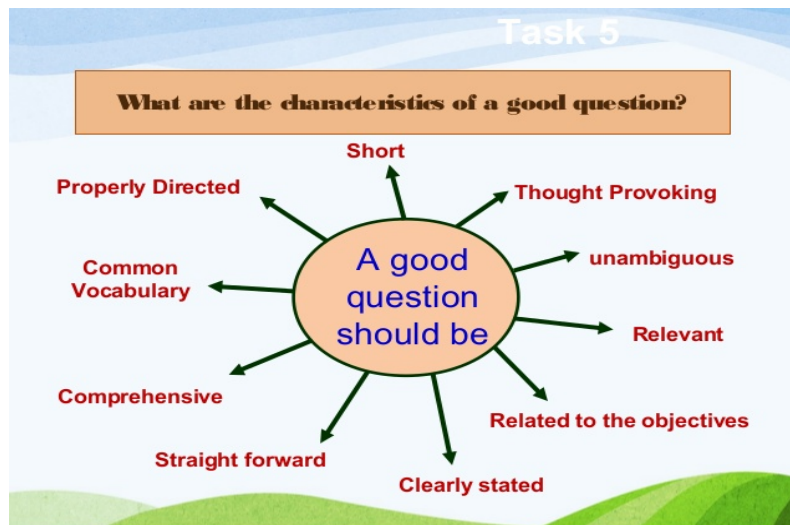 Task 5
What are the characteristics of a good question?
Short
Properly Directed
Thought Provoking
Common
Vocabulary
A good
question
should be
unambiguous
Relevant
Comprehensive
Related to the objectives
Straight forward
Clearly stated